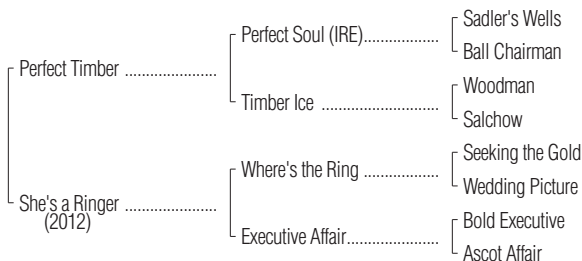 Sadler's Wells
Perfect Soul (IRE)..................
Ball Chairman
Perfect Timber ......................
Woodman
Timber Ice ............................
Salchow
Seeking the Gold
Where's the Ring ..................
Wedding Picture
She's a Ringer ......................
(2012)
Bold Executive
Executive Affair......................
Ascot Affair